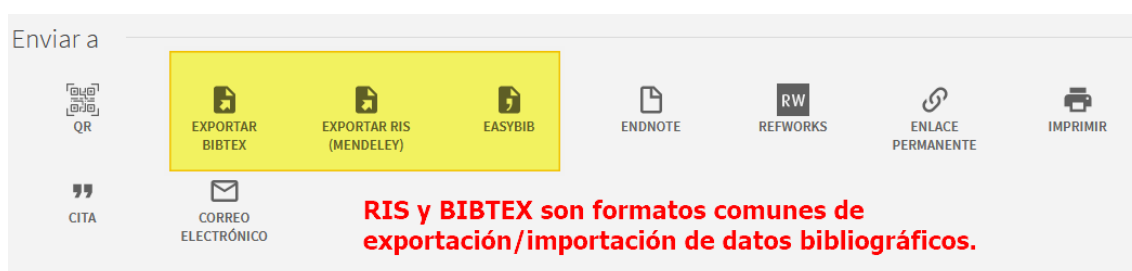 Enviar a
QR
EXPORTAR
BIBTEX
EXPORTAR RIS
(MENDELEY)
EASYBIB
ENDNOTE
RW
REFWORKS
ENLACE
PERMANENTE
IMPRIMIR
CITA
CORREO
ELECTRÓNICO
RIS y BIBTEX son formatos comunes de
exportación/importación de datos bibliográficos.